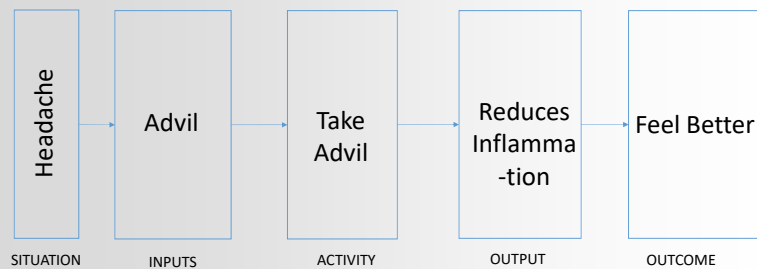 Headache
Advil
Take
Advil
Reduces
Inflamma
-tion
Feel Better
SITUATION
INPUTS
ACTIVITY
OUTPUT
OUTCOME